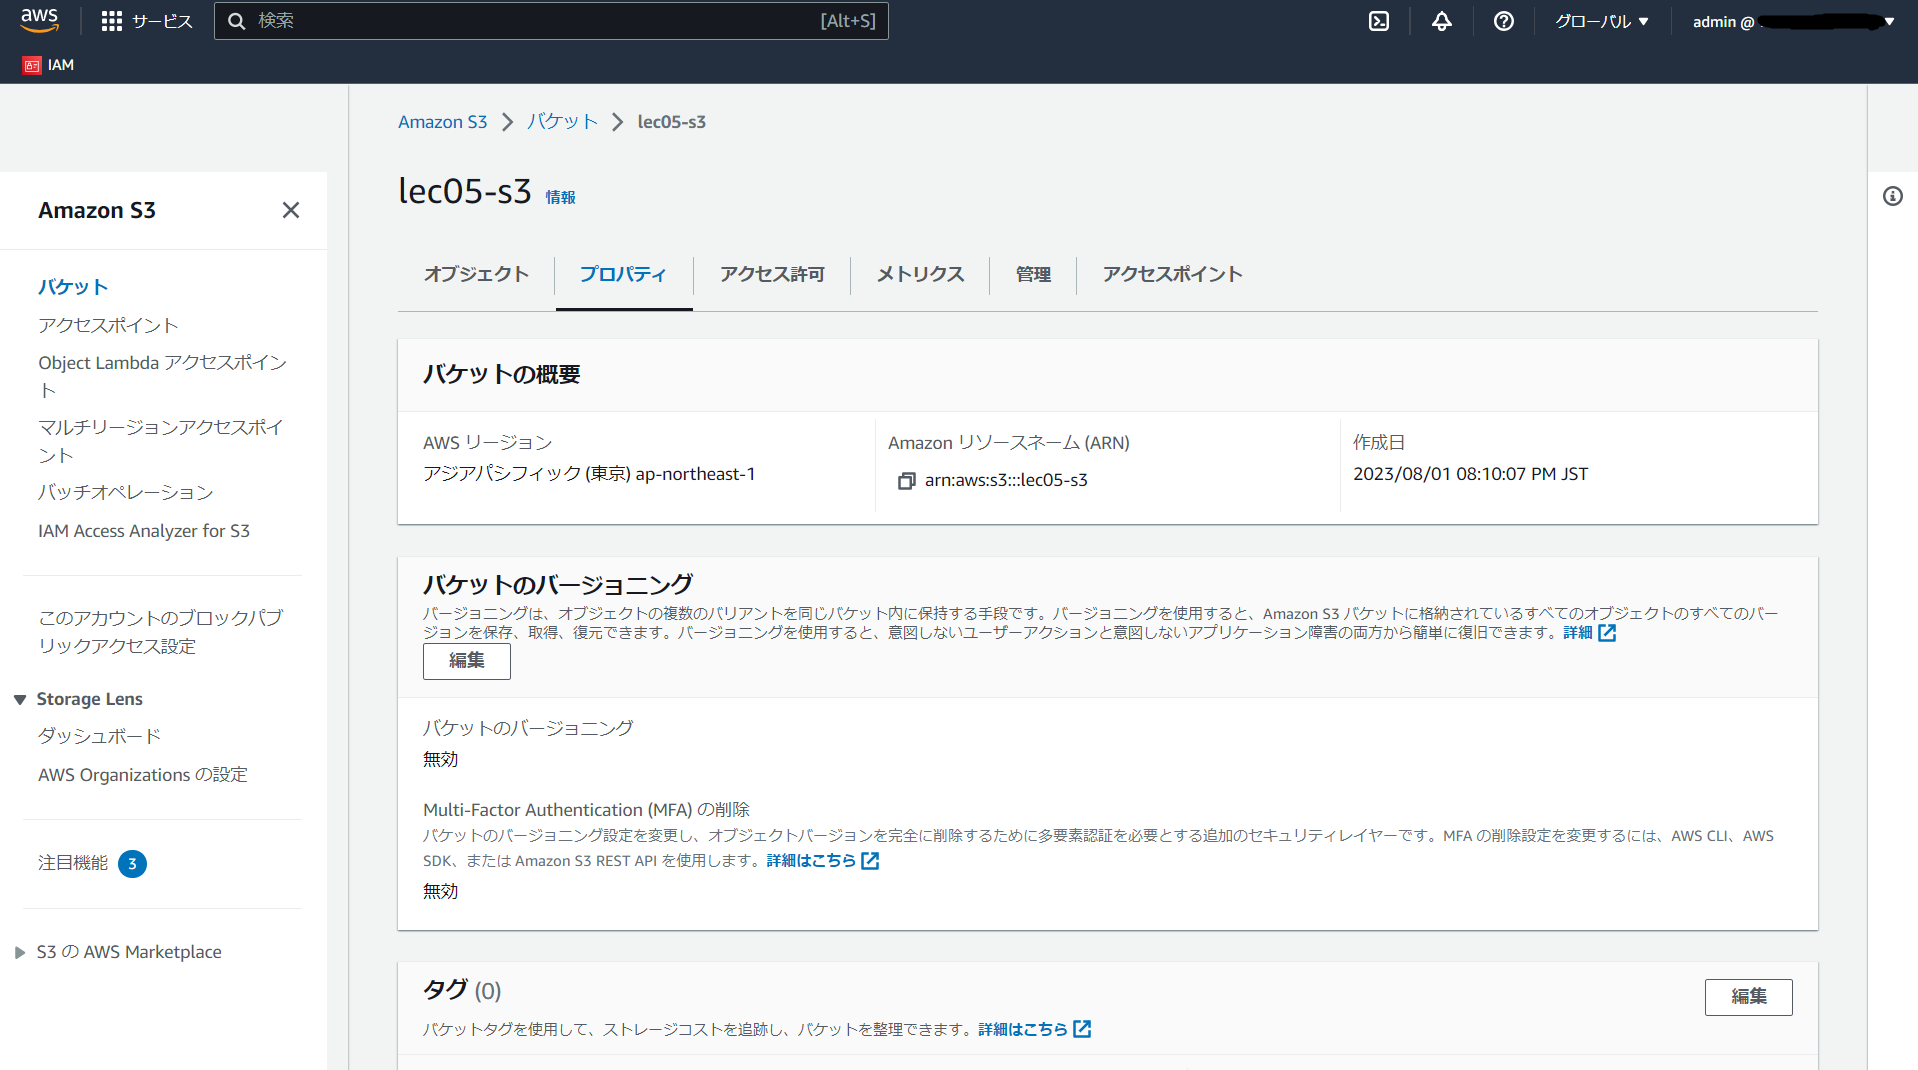 aws
サービス
検索
[Alt+S]
グローバル
admin @
IAM
Amazon S3
バケット
アクセスポイント
Object Lambda アクセスポイン
ト
マルチリージョンアクセスポイ
ント
バッチオペレーション
IAM Access Analyzer for S3
このアカウントのブロックパブ
リックアクセス設定
Storage Lens
ダッシュボード
AWS Organizations の設定
注目機能 3
S3 の AWS Marketplace
Amazon S3 バケット lec05-s3
lec05-s3 情報
オブジェクト プロパティ アクセス許可 メトリクス 管理 アクセスポイント
バケットの概要
AWS リージョン
アジアパシフィック (東京) ap-northeast-1
Amazon リソースネーム (ARN)
arn:aws:s3:::lec05-s3
作成日
2023/08/01 08:10:07 PM JST
バケットのバージョニング
バージョニングは、オブジェクトの複数のバリアントを同じバケット内に保持する手段です。バージョニングを使用すると、Amazon S3 バケットに格納されているすべてのオブジェクトのすべてのバー
ジョンを保存、取得、復元できます。バージョニングを使用すると、意図しないユーザーアクションと意図しないアプリケーション障害の両方から簡単に復旧できます。詳細
編集
バケットのバージョニング
無効
Multi-Factor Authentication (MFA) の削除
バケットのバージョニング設定を変更し、オブジェクトバージョンを完全に削除するために多要素認証を必要とする追加のセキュリティレイヤーです。MFA の削除設定を変更するには、AWS CLI、AWS
SDK、または Amazon S3 REST API を使用します。詳細はこちら
無効
タグ (0)
バケットタグを使用して、ストレージコストを追跡し、バケットを整理できます。詳細はこちら
編集